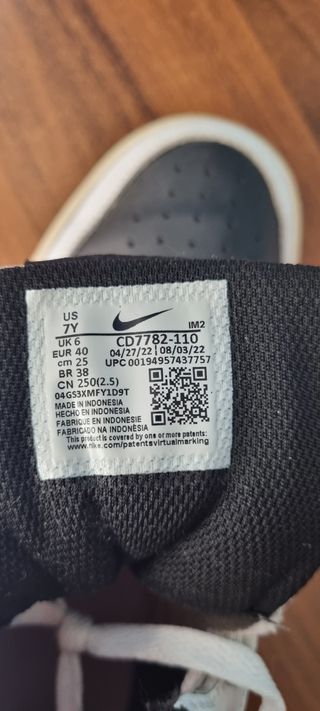 US
7Y
UK 6
EUR 40
cm 25
BR 38
CN 250(2.5)
IM2
CD7782-110
04/27/22 | 08/03/22
UPC 00194957437757
04GS3XMFY1D9T
MADE IN INDONESIA
HECHO EN INDONESIA
FABRIQUE EN INDONESIE
FABRICADO NA INDONÉSIA
This product is covered by one or more patents:
www.nike.com/patentsvirtualmarking